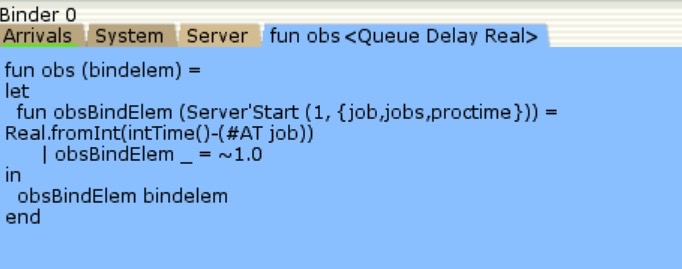 Binder 0
Arrivals System Server fun obs <Queue Delay Real>
fun obs (bindelem) =
let
fun obsBindElem (Server'Start (1, {job,jobs,proctime})) =
Real.fromInt(intTime()-(#AT job))
| obsBindElem _ = ~1.0
in
obsBindElem bindelem
end